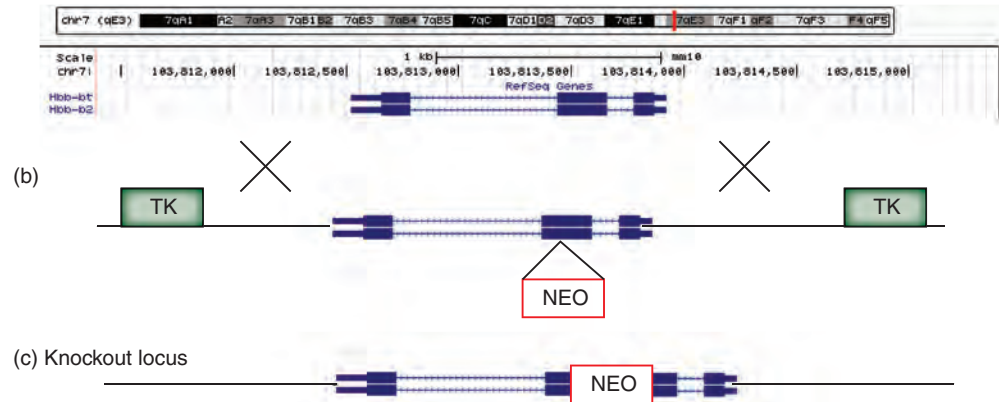 chr7 (qE3) 7qA1 A2 7qA3 7qB1 B2 7qB3 7qB4 7qB5 7qC 7qD1 D2 7qD3 7qE1 7qE3 7qF1 qF2 7qF3 F4 qF5
Scale 1 kb mm10
chr7: 103,812,000 103,812,500 103,813,000 103,813,500 103,814,000 103,814,500 103,815,000
RefSeq Genes
Hbb-bt
Hbb-b2
(b)
TK TK
NEO
(c) Knockout locus
NEO